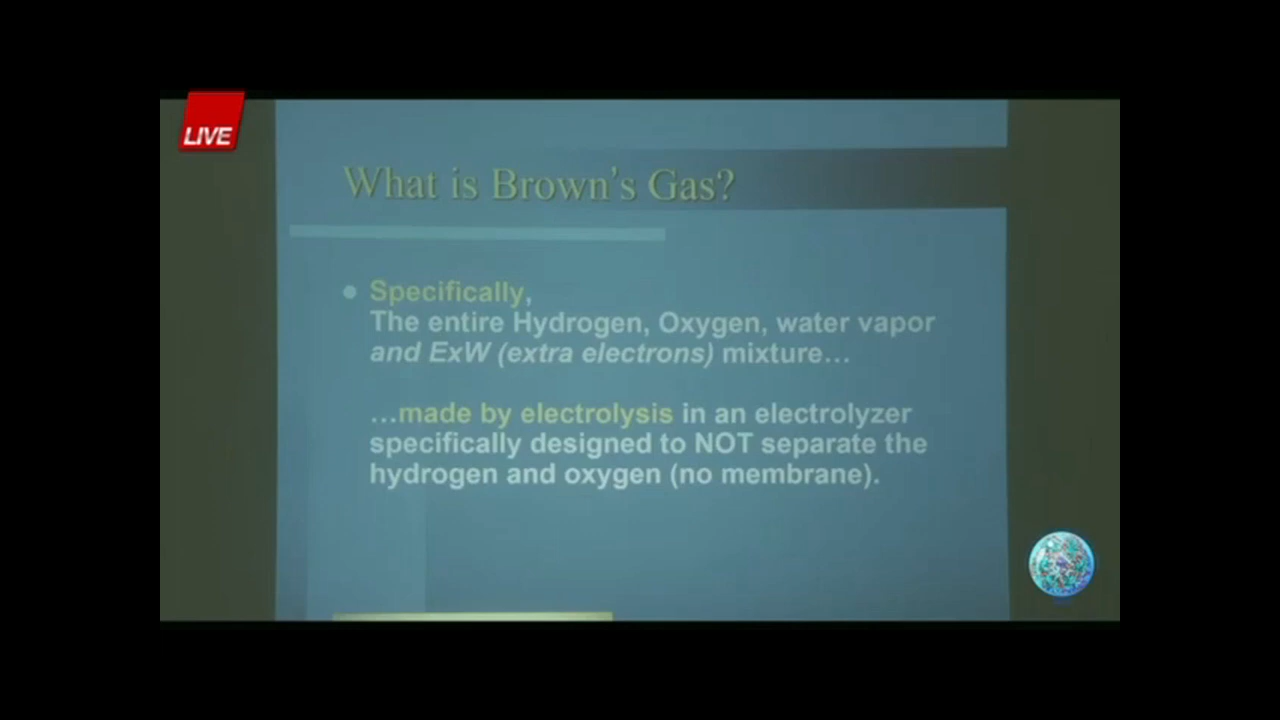 LIVE
What is Brown's Gas?
Specifically,
The entire Hydrogen, Oxygen, water vapor
and ExW (extra electrons) mixture…
…made by electrolysis in an electrolyzer
specifically designed to NOT separate the
hydrogen and oxygen (no membrane).